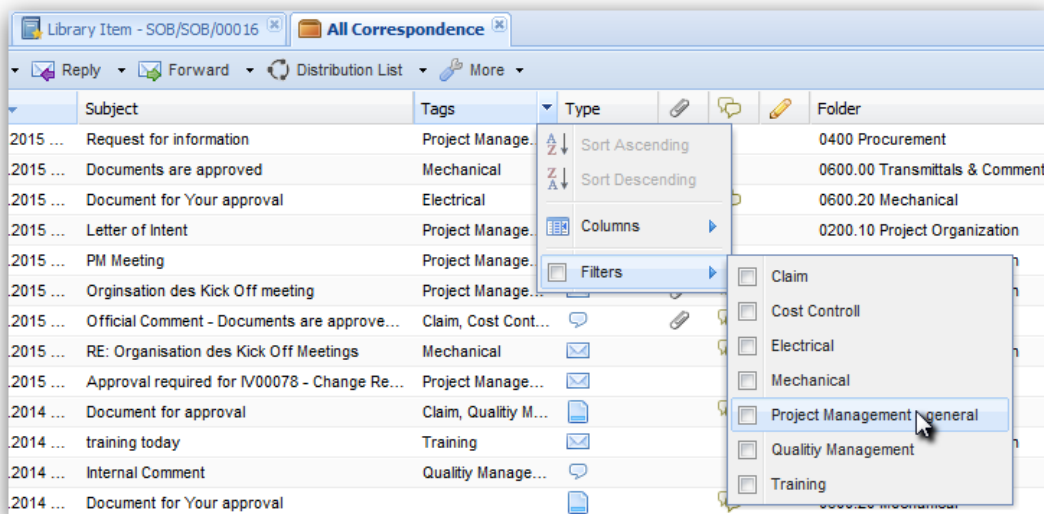 Library Item - SOB/SOB/00016 All Correspondence
Reply Forward Distribution List More
Subject Tags Type Folder
.2015 ... Request for information Project Manage... 0400 Procurement
.2015 ... Documents are approved Mechanical 0600.00 Transmittals & Comment
.2015 ... Document for Your approval Electrical 0600.20 Mechanical
.2015 ... Letter of Intent Project Manage... 0200.10 Project Organization
.2015 ... PM Meeting Project Manage...
.2015 ... Orginsation des Kick Off meeting Project Manage...
.2015 ... Official Comment - Documents are approve... Claim, Cost Cont...
.2015 ... RE: Organisation des Kick Off Meetings Mechanical
.2015 ... Approval required for IV00078 - Change Re... Project Manage...
.2014 ... Document for approval Claim, Qualitiy M...
.2014 ... training today Training
.2014 ... Internal Comment Qualitiy Manage...
.2014 ... Document for Your approval
Sort Ascending
Sort Descending
Columns
Filters
Claim
Cost Controll
Electrical
Mechanical
Project Management general
Qualitiy Management
Training